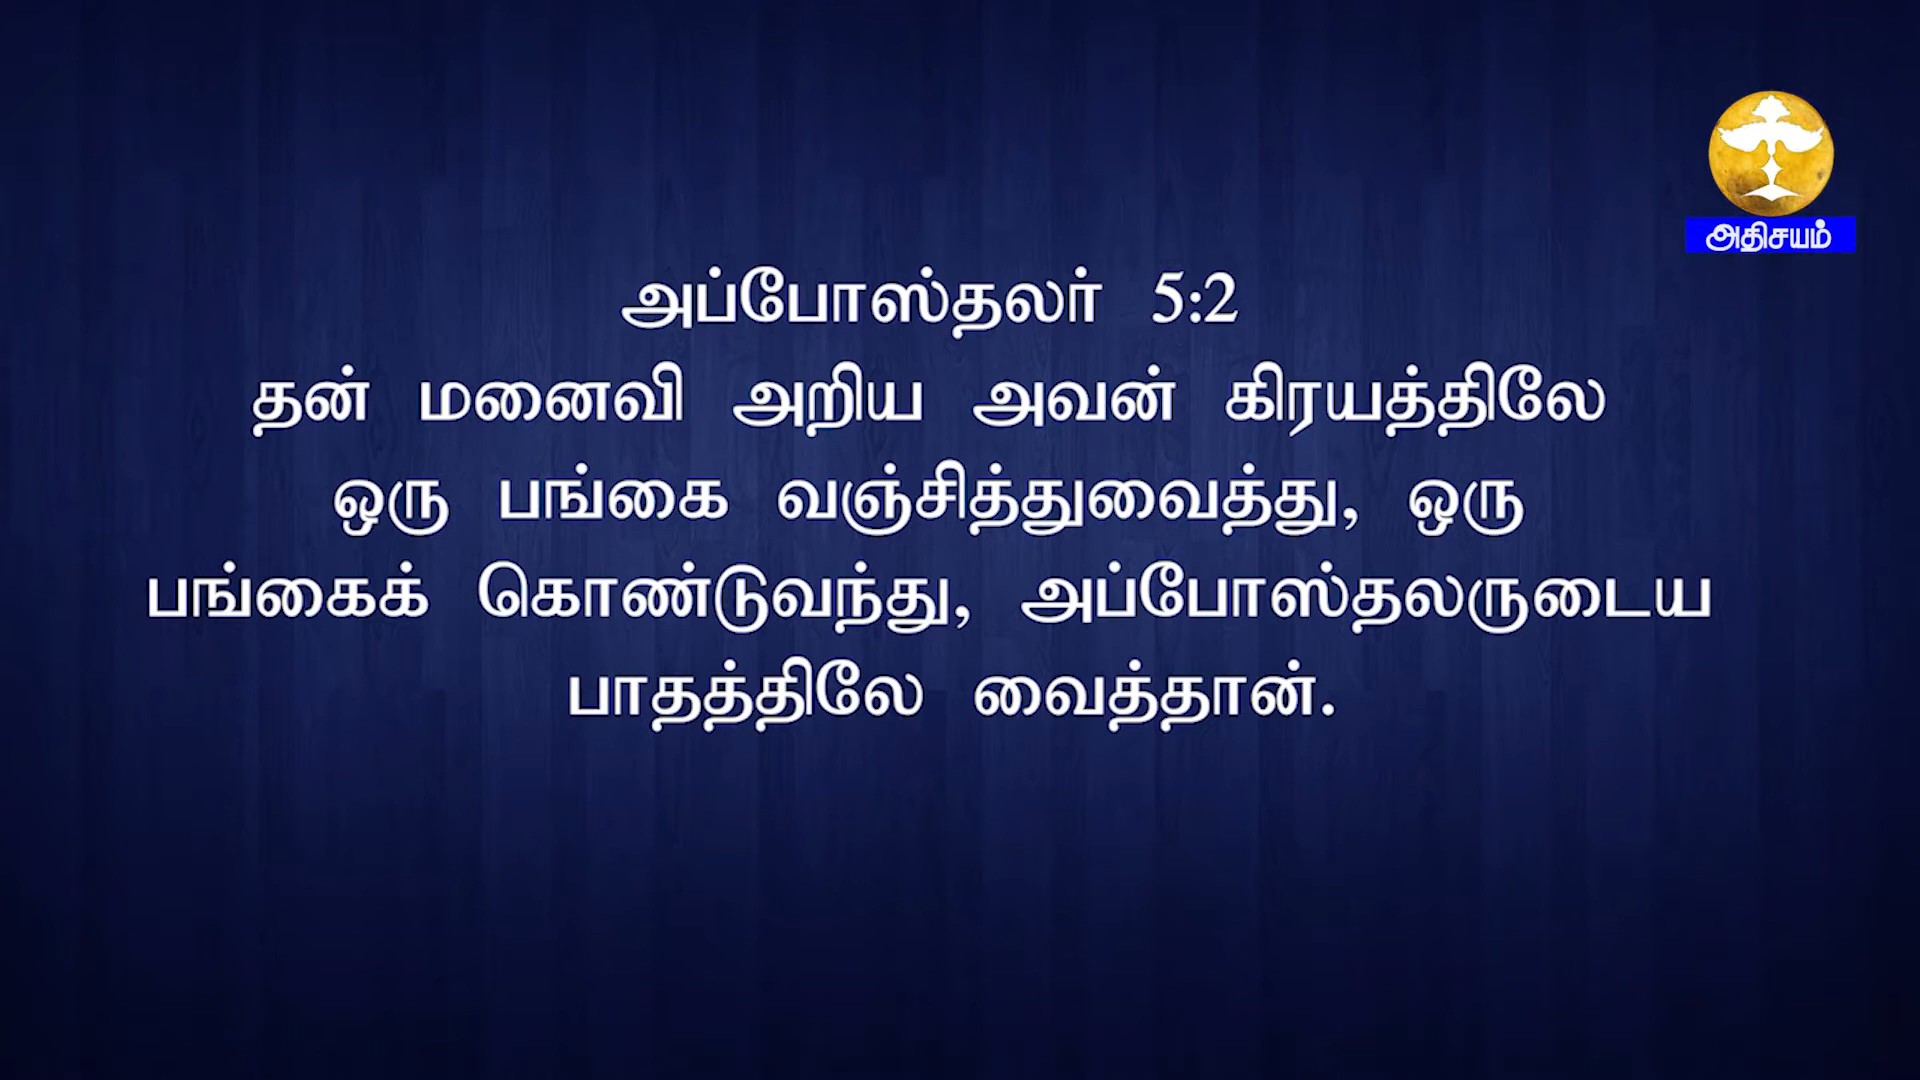 அதிசயம்
அப்போஸ்தலர் 5:2
தன் மனைவி அறிய அவன் கிரயத்திலே
ஒரு பங்கை வஞ்சித்துவைத்து, ஒரு
பங்கைக் கொண்டுவந்து, அப்போஸ்தலருடைய
பாதத்திலே வைத்தான்.